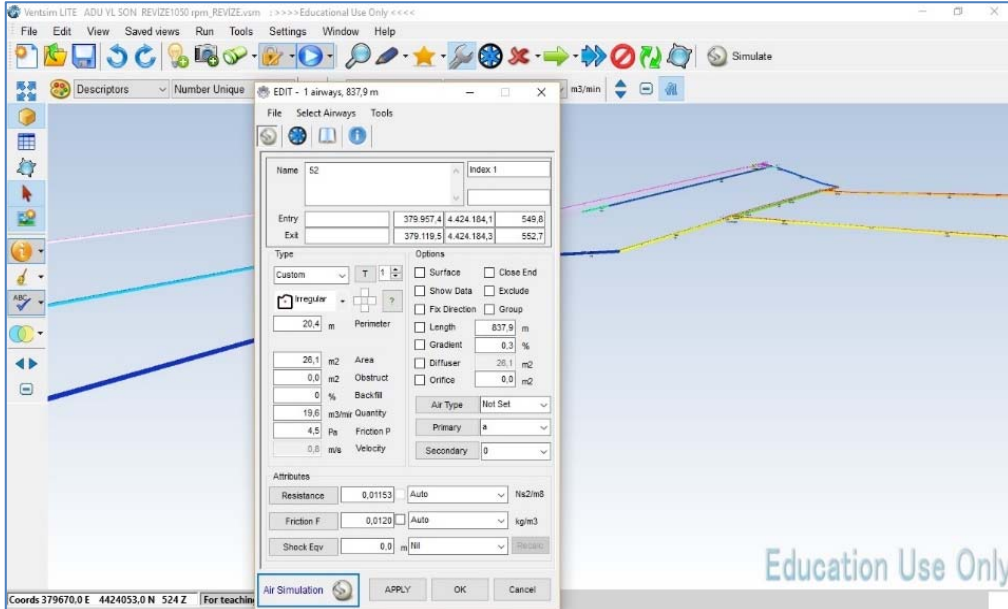 Ventsim LITE ADU YL SON REVIZE1050 rpm_REVIZE.vsm :>>>>Educational Use Only <<<<
File Edit View Saved views Run Tools Settings Window Help
Simulate
Descriptors Number Unique m3/min
EDIT - 1 airways, 837,9 m
File Select Airways Tools
Name 52 Index 1
Entry 379.957,4 4.424.184,1 549,8
Exit 379.119,5 4.424.184,3 552,7
Type Options
Custom T 1 Surface Close End
Show Data Exclude
Irregular ? Fix Direction Group
20,4 m Perimeter Length 837,9 m
Gradient 0,3 %
26,1 m2 Area Diffuser 26,1 m2
0,0 m2 Obstruct Orifice 0,0 m2
0 % Backfill
19,6 m3/mir Quantity Air Type Not Set
4,5 Pa Friction P Primary a
0,8 m/s Velocity Secondary 0
Attributes
Resistance 0,01153 Auto Ns2/m8
Friction F 0,0120 Auto kg/m3
Shock Eqv 0,0 m Nil Recalc
Education Use Only
Air Simulation APPLY OK Cancel
Coords 379670,0 E 4424053,0 N 524 Z For teachin
ABC